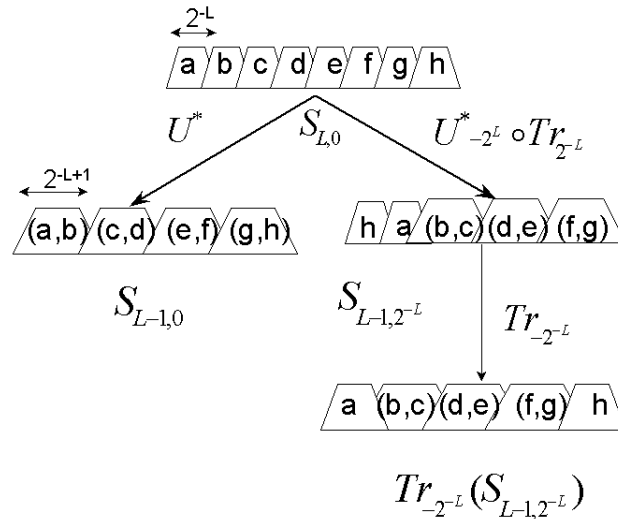 2^{-L}
a b c d e f g h
U^* S_{L,0} U^*_{-2^L} ∘ Tr_{2^{-L}}
2^{-L+1}
(a,b) (c,d) (e,f) (g,h)
h a (b,c) (d,e) (f,g)
S_{L-1,0}
S_{L-1,2^{-L}}
Tr_{-2^{-L}}
a (b,c) (d,e) (f,g) h
Tr_{-2^{-L}}(S_{L-1,2^{-L}})